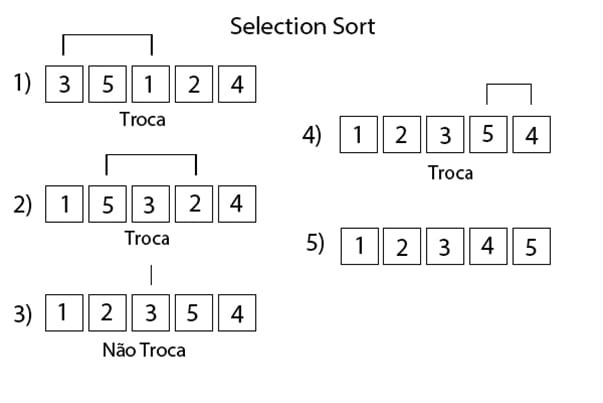 Selection Sort
1) 3 5 1 2 4
Troca
2) 1 5 3 2 4
Troca
3) 1 2 3 5 4
Não Troca
4) 1 2 3 5 4
Troca
5) 1 2 3 4 5